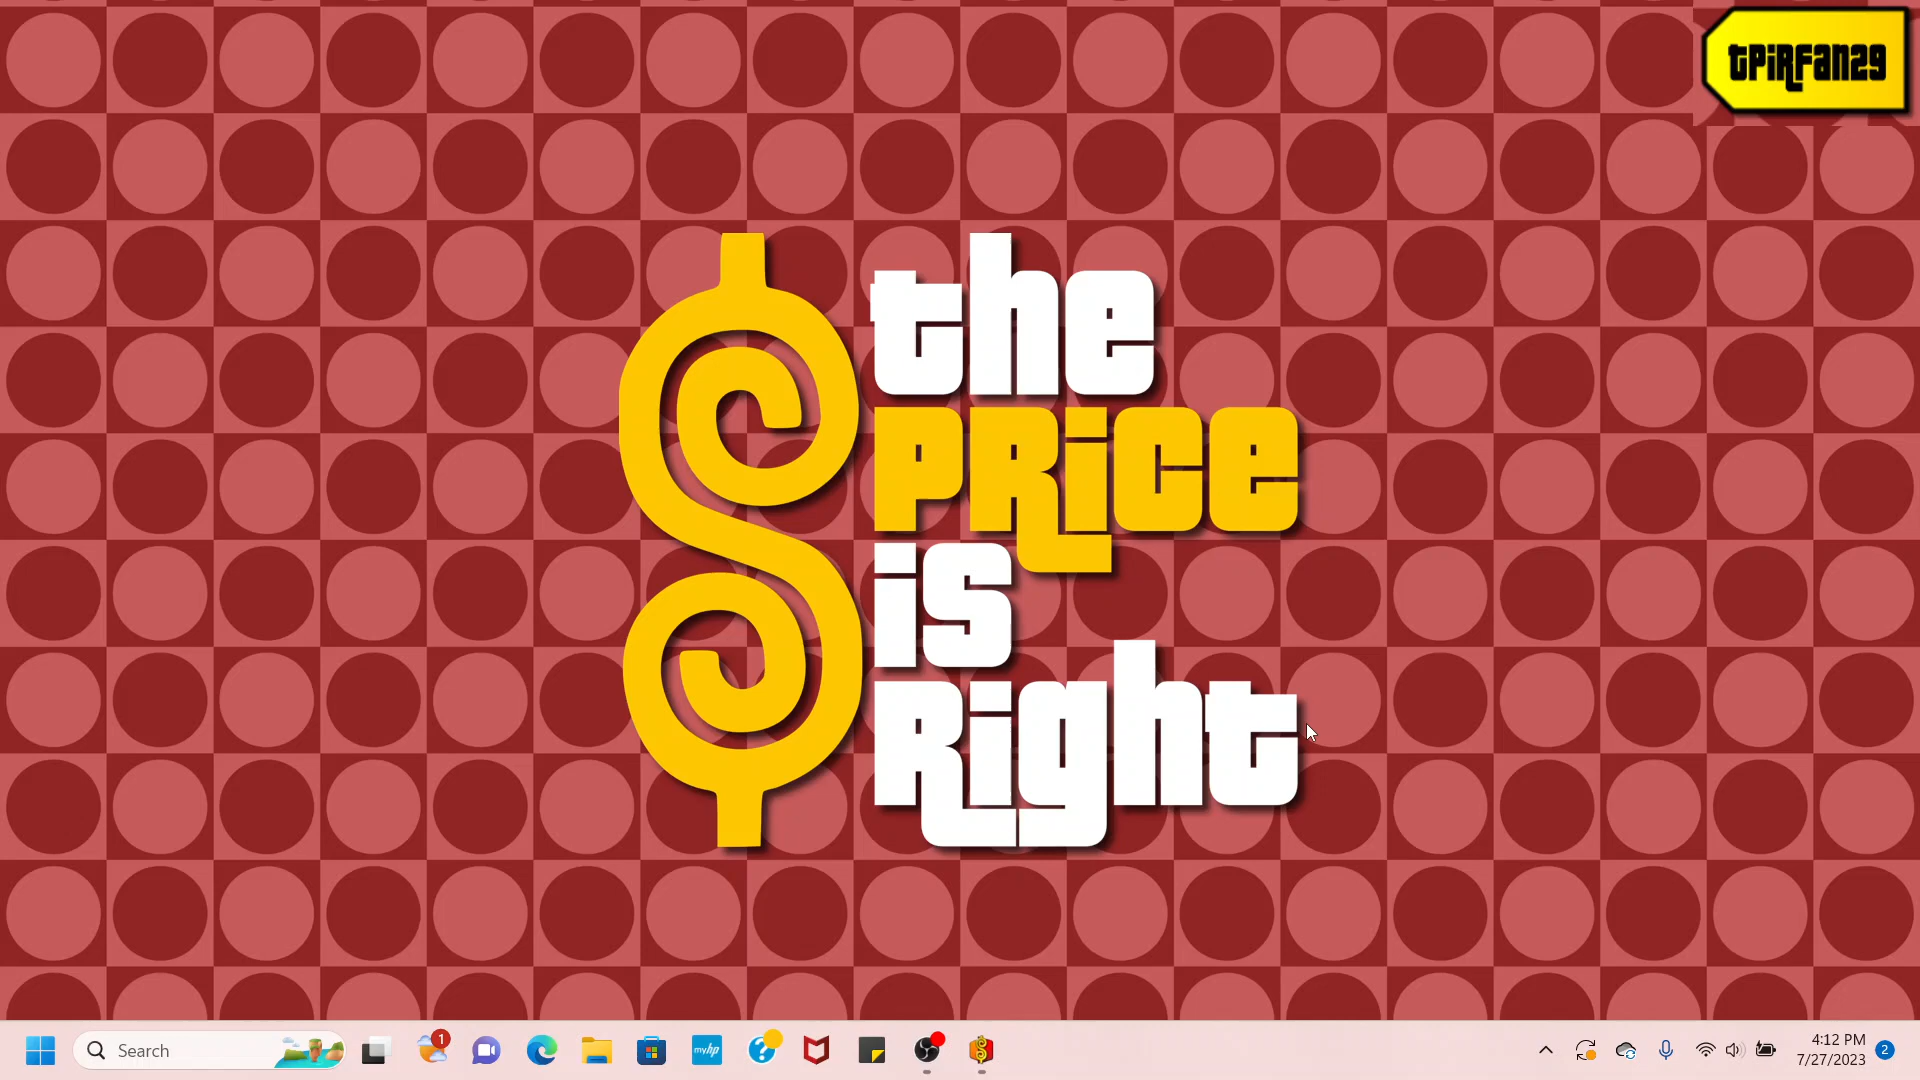 tPiRFan29
the
PRice
is
Right
1
myhp
?
Search
4:12 PM
7/27/2023
2